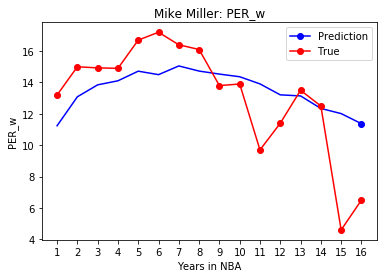 Mike Miller: PER_w
Prediction
True
PER_w
16
14
12
10
8
6
4
1 2 3 4 5 6 7 8 9 10 11 12 13 14 15 16
Years in NBA